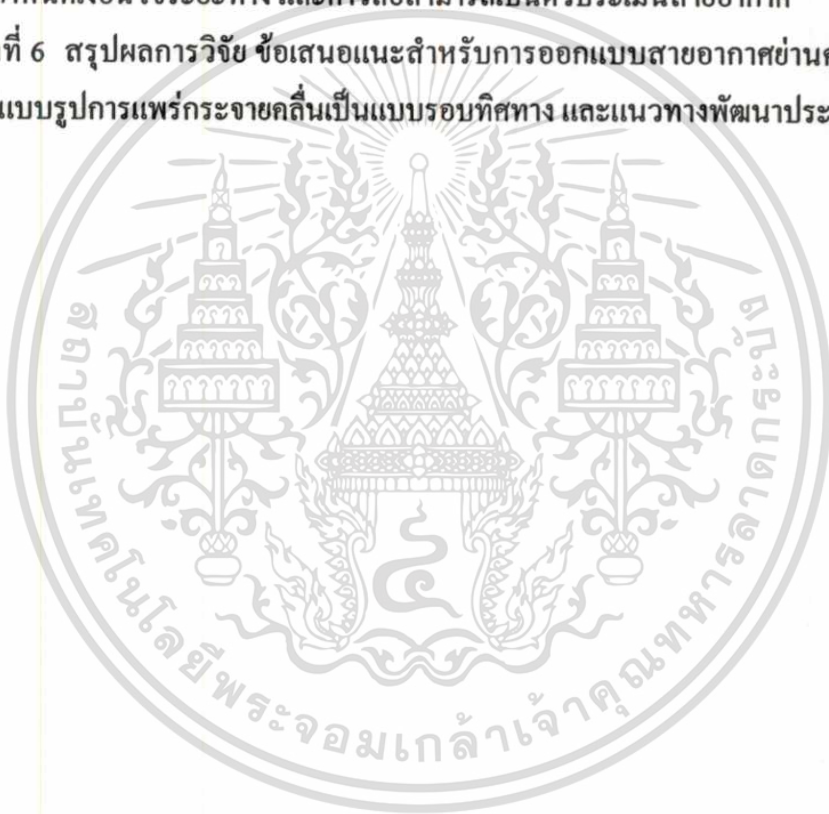 ที่ 6 สรุปผลการวิจัย ข้อเสนอแนะสำหรับการออกแบบสายอากาศย่าน
แบบรูปการแพร่กระจายคลื่นเป็นแบบรอบทิศทาง และแนวทางพัฒนา
สถาบันเทคโนโลยีพระจอมเกล้าเจ้าคุณทหารลาดกระบัง